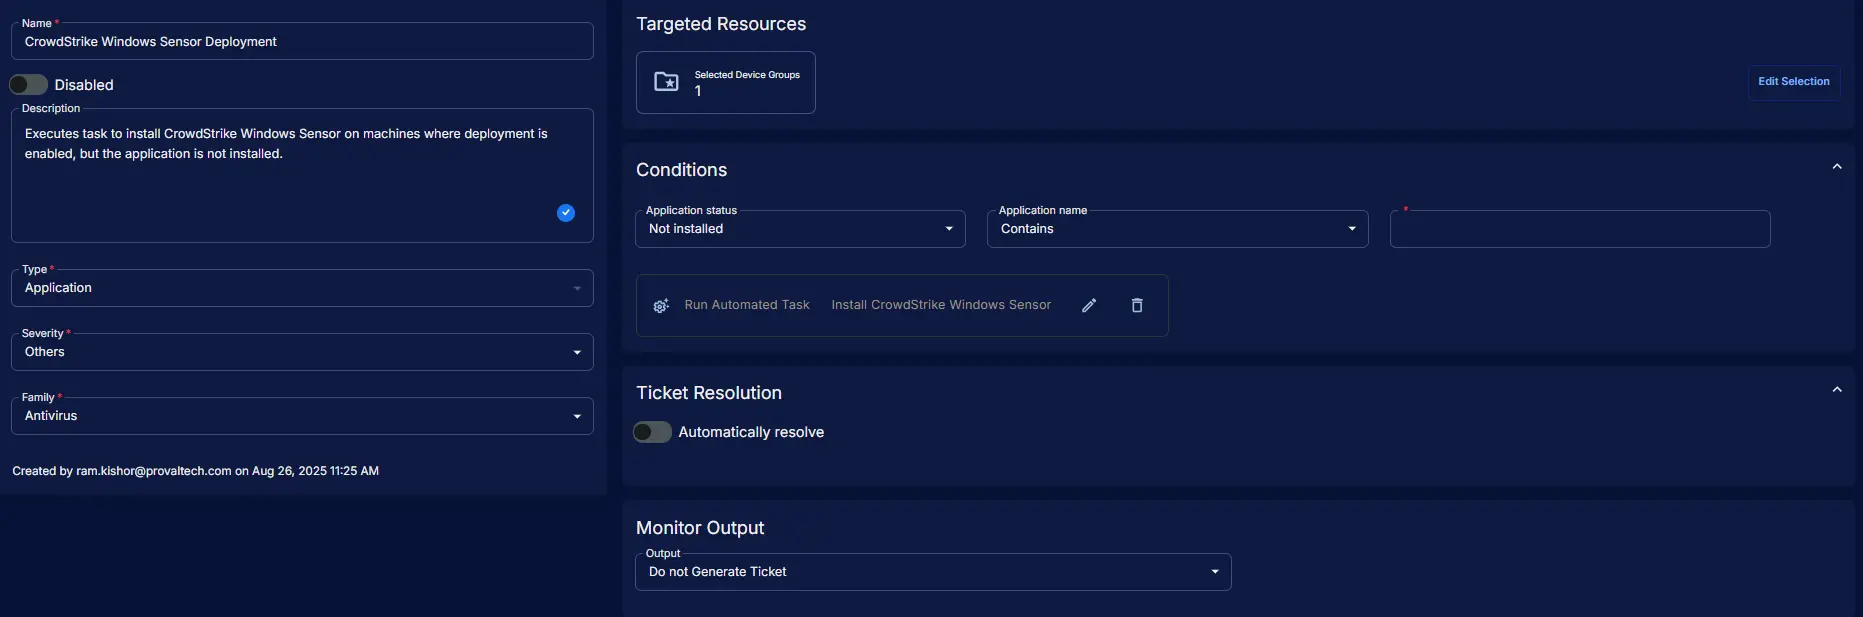 Name *
CrowdStrike Windows Sensor Deployment
Disabled
Description
Executes task to install CrowdStrike Windows Sensor on machines where deployment is
enabled, but the application is not installed.
Type *
Application
Severity *
Others
Family *
Antivirus
Created by ram.kishor@provaltech.com on Aug 26, 2025 11:25 AM
Targeted Resources
Selected Device Groups
1
Edit Selection
Conditions
Application status
Not installed
Application name
Contains
*
Run Automated Task Install CrowdStrike Windows Sensor
Ticket Resolution
Automatically resolve
Monitor Output
Output
Do not Generate Ticket